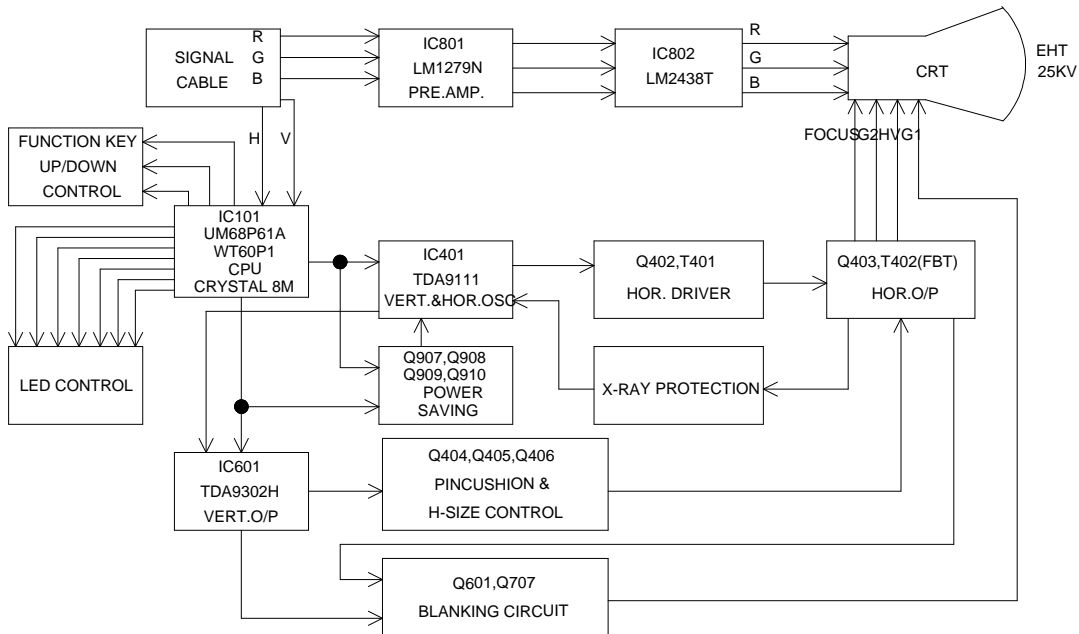 SIGNAL
CABLE
R
G
B
IC801
LM1279N
PRE.AMP.
IC802
LM2438T
R
G
B
CRT
EHT
25KV
H
V
FOCUS
G2
HV
G1
FUNCTION KEY
UP/DOWN
CONTROL
IC101
UM68P61A
WT60P1
CPU
CRYSTAL 8M
IC401
TDA9111
VERT.&HOR.OSC
Q402,T401
HOR. DRIVER
Q403,T402(FBT)
HOR.O/P
LED CONTROL
Q907,Q908
Q909,Q910
POWER
SAVING
X-RAY PROTECTION
IC601
TDA9302H
VERT.O/P
Q404,Q405,Q406
PINCUSHION &
H-SIZE CONTROL
Q601,Q707
BLANKING CIRCUIT